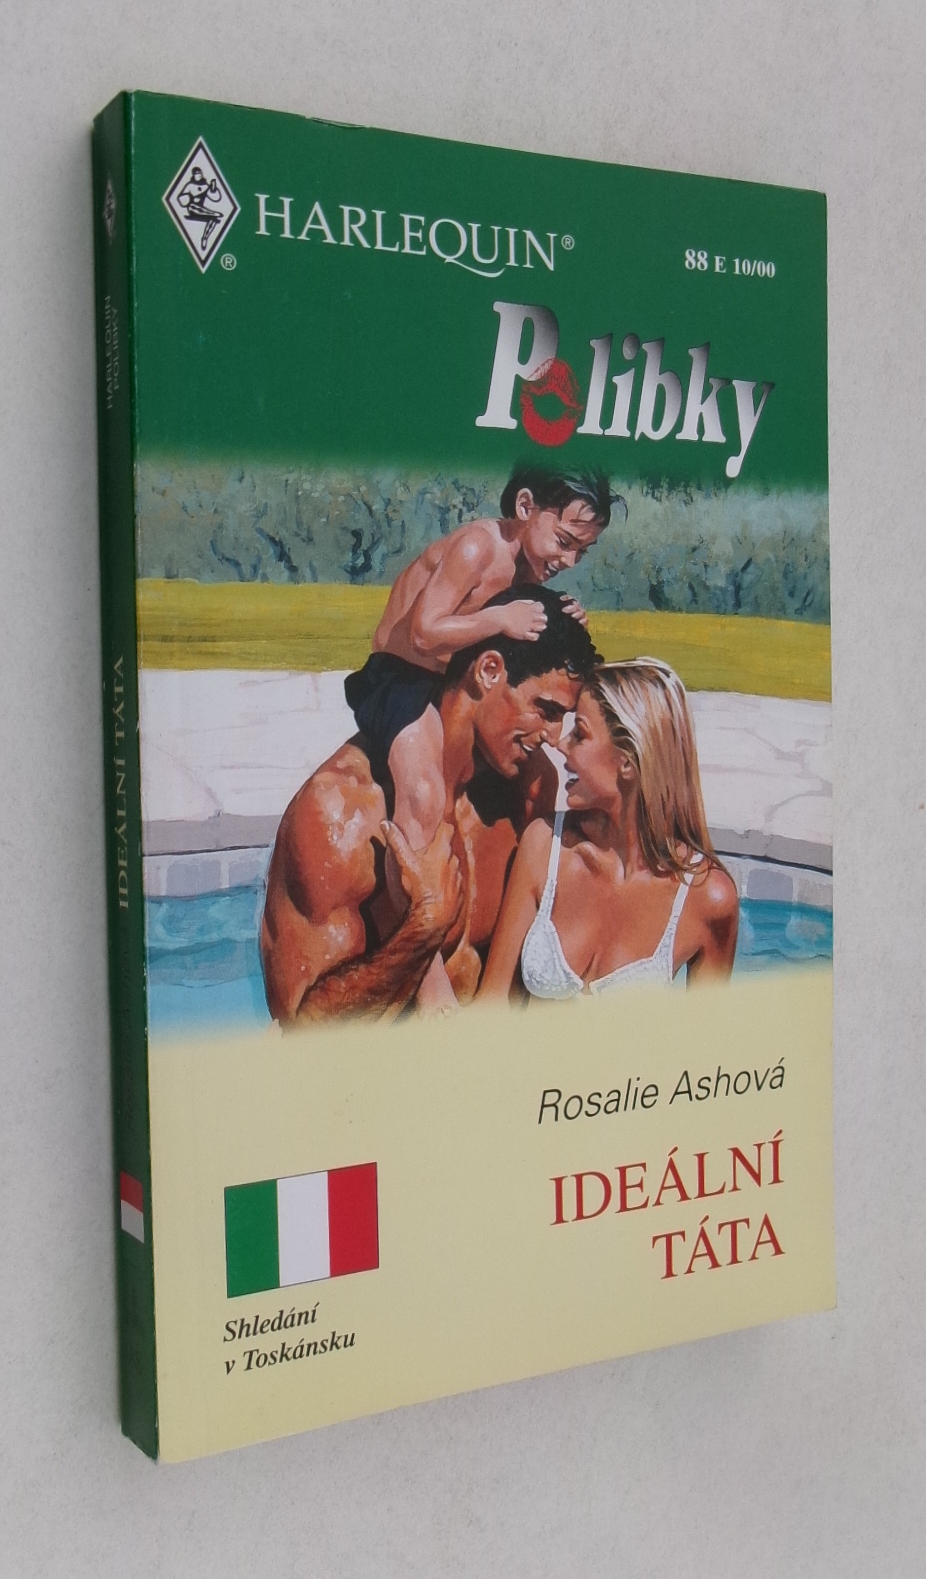 HARLEQUIN®
®
88 E 10/00
Polibky
Rosalie Ashová
IDEÁLNÍ
TÁTA
Shledání
v Toskánsku
HARLEQUIN
POLIBKY
IDEÁLNÍ TÁTA